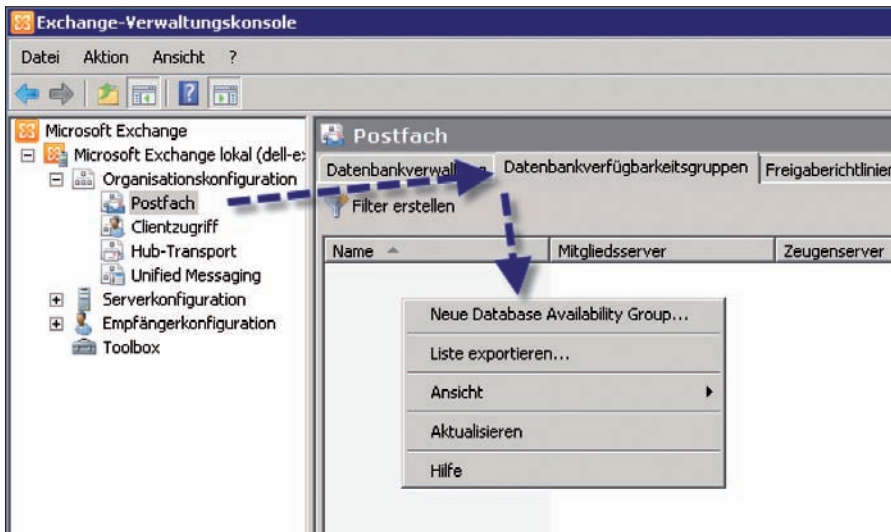 Exchange-Verwaltungskonsole
Datei Aktion Ansicht ?
Microsoft Exchange
Microsoft Exchange lokal (dell-e
Organisationskonfiguration
Postfach
Clientzugriff
Hub-Transport
Unified Messaging
Serverkonfiguration
Empfängerkonfiguration
Toolbox
Postfach
Datenbankverwaltung Datenbankverfügbarkeitsgruppen Freigaberichtlinien
Filter erstellen
Name Mitgliedsserver Zeugenserver
Neue Database Availability Group...
Liste exportieren...
Ansicht
Aktualisieren
Hilfe